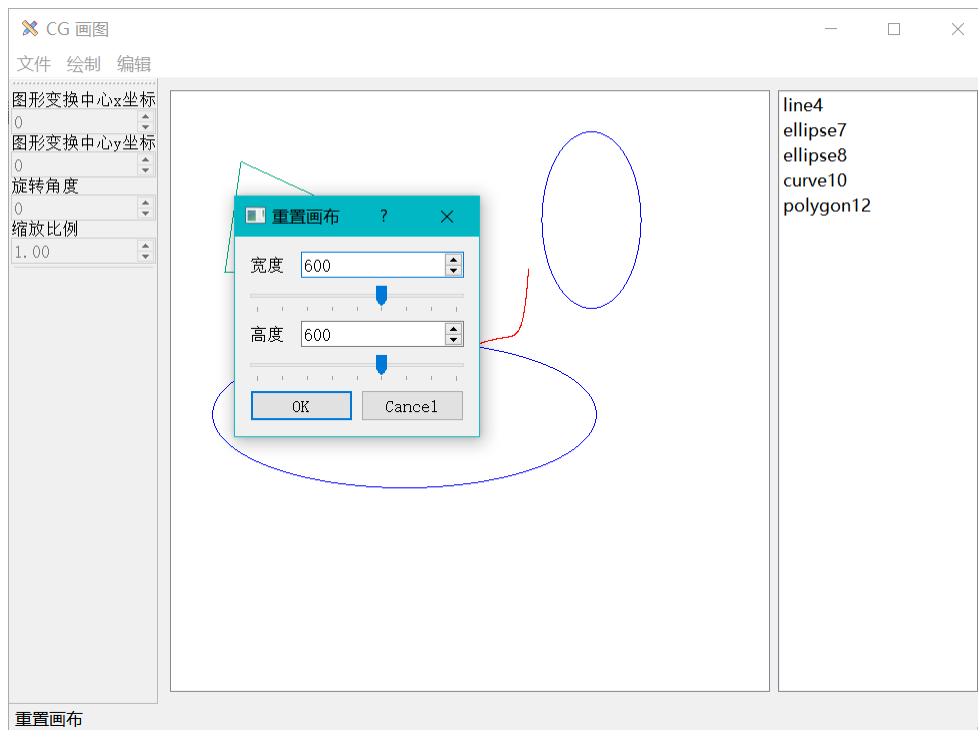 CG 画图
文件 绘制 编辑
图形变换中心x坐标
0
图形变换中心y坐标
0
旋转角度
0
缩放比例
1.00
重置画布 ?
宽度 600
高度 600
OK Cancel
line4
ellipse7
ellipse8
curve10
polygon12
重置画布